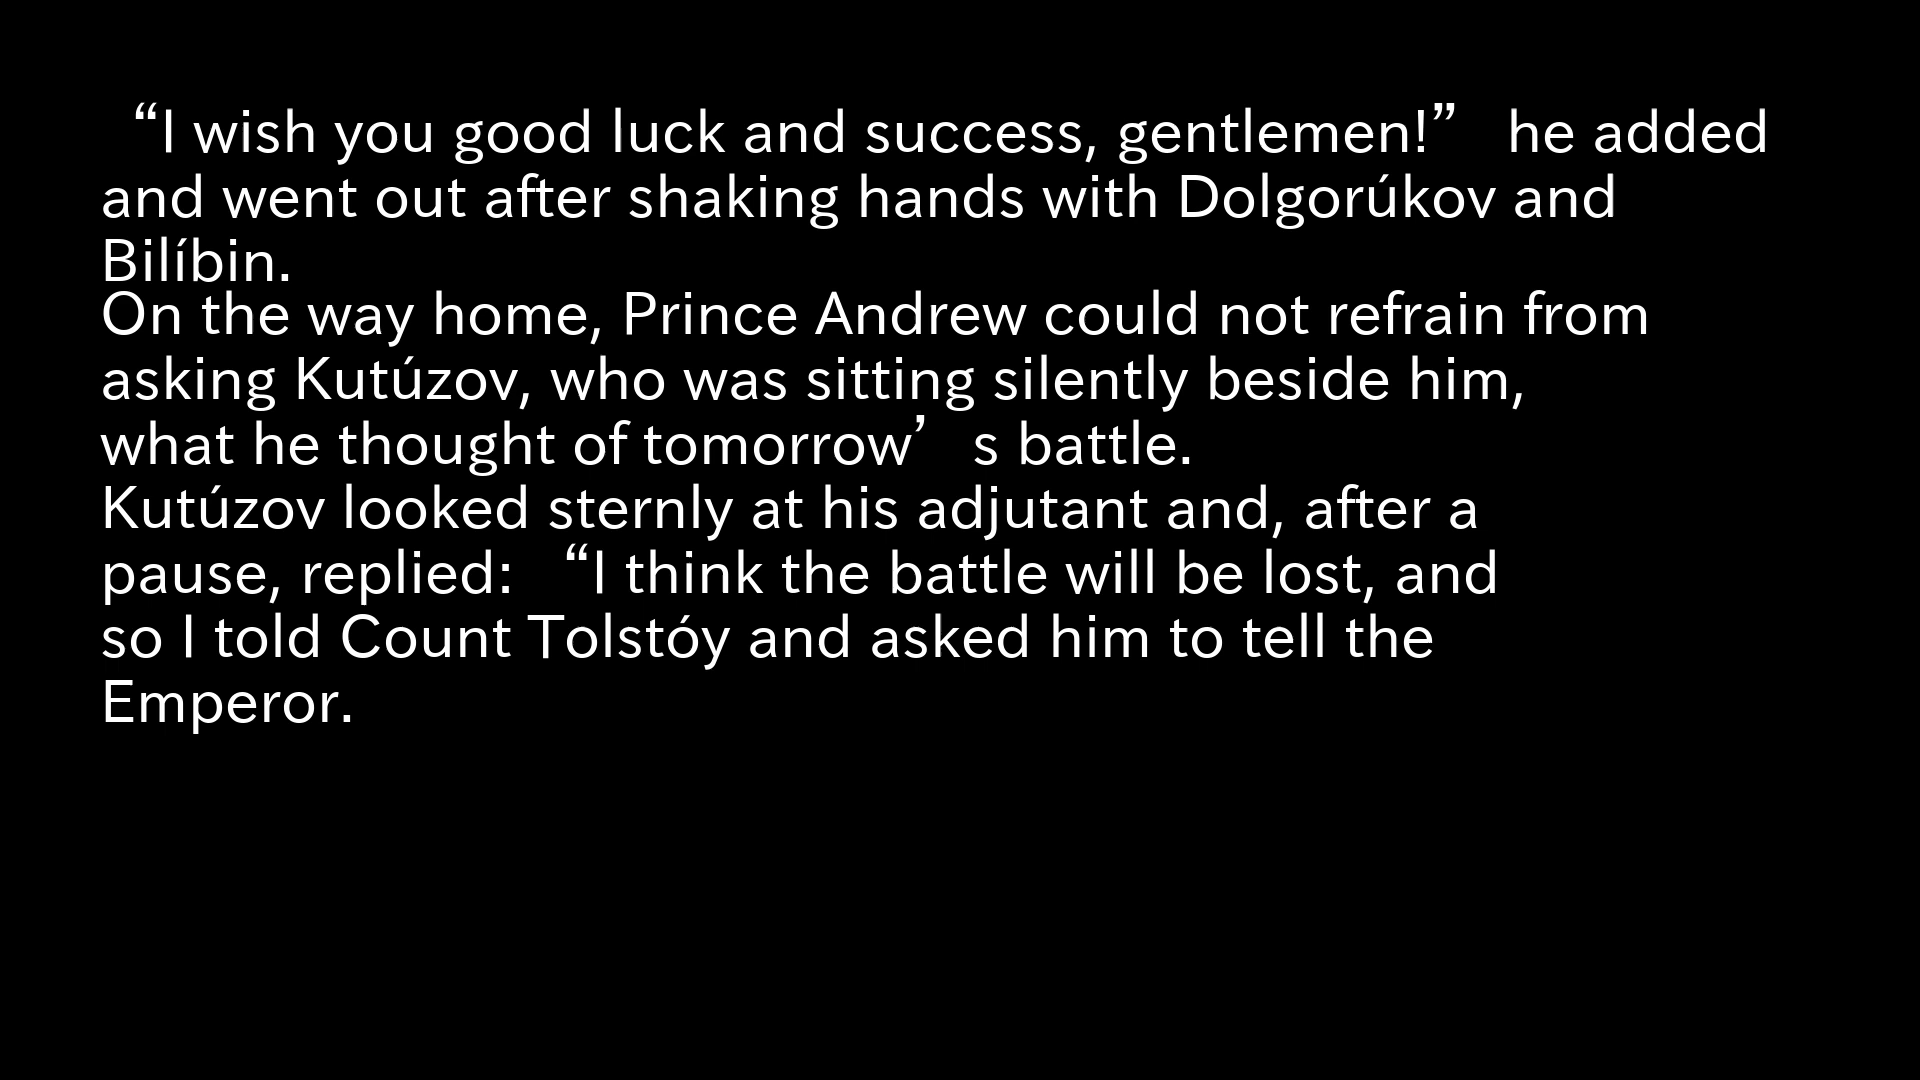 “I wish you good luck and success, gentlemen!” he added
and went out after shaking hands with Dolgorúkov and
Bilíbin.
On the way home, Prince Andrew could not refrain from
asking Kutúzov, who was sitting silently beside him,
what he thought of tomorrow’s battle.
Kutúzov looked sternly at his adjutant and, after a
pause, replied: “I think the battle will be lost, and
so I told Count Tolstóy and asked him to tell the
Emperor.